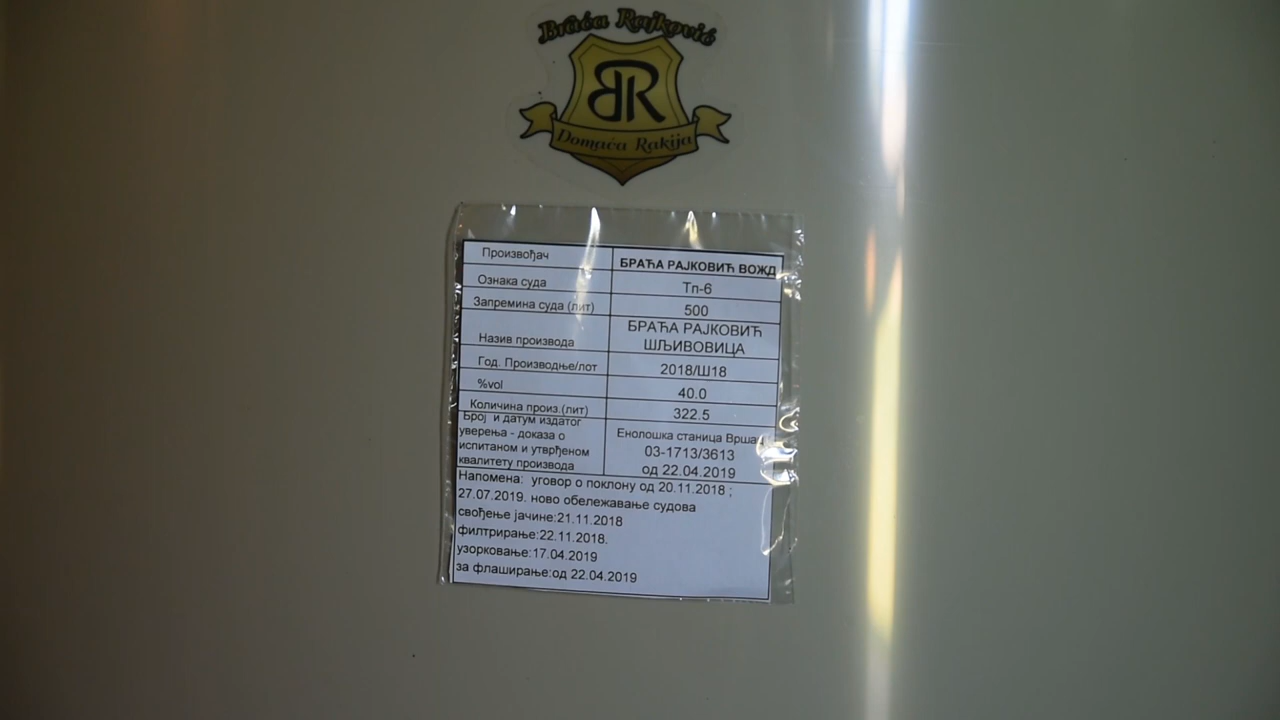 Braća Rajković
BR
Domaća Rakija
Произвођач
БРАЋА РАЈКОВИЋ ВОЖД
Ознака суда
Тп-6
Запремина суда (лит)
500
Назив производа
БРАЋА РАЈКОВИЋ
ШЉИВОВИЦА
Год. Производње/лот
2018/Ш18
%vol
40.0
Количина произ.(лит)
322.5
Број и датум издатог
уверења - доказа о
испитаном и утврђеном
квалитету производа
Енолошка станица
03-1713/3613
од 22.04.2019
Напомена: уговор о поклону од 20.11.2018 ;
27.07.2019. ново обележавање судова
свођење јачине:21.11.2018
филтрирање:22.11.2018.
узорковање:17.04.2019
за флаширање:од 22.04.2019